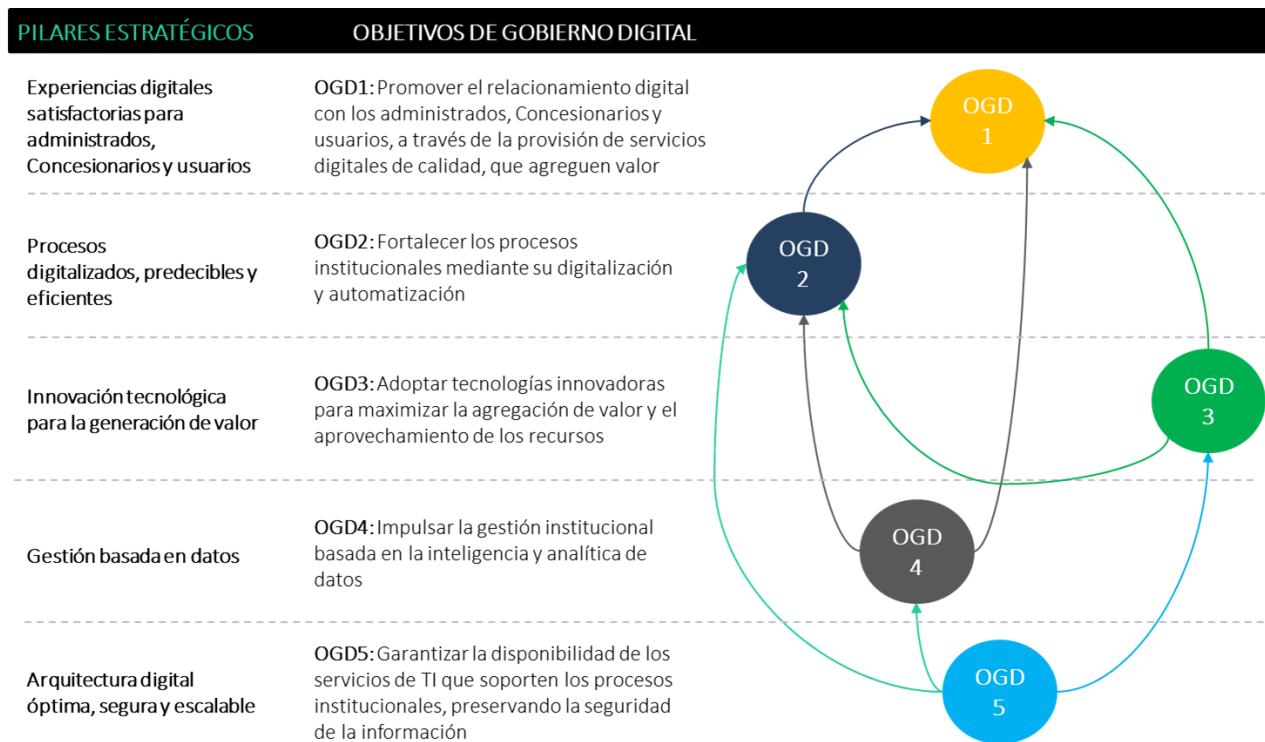 PILARES ESTRATÉGICOS
OBJETIVOS DE GOBIERNO DIGITAL
Experiencias digitales
satisfactorias para
administrados,
Concesionarios y usuarios
OGD1: Promover el relacionamiento digital
con los administrados, Concesionarios y
usuarios, a través de la provisión de servicios
digitales de calidad, que agreguen valor
OGD
1
Procesos
digitalizados, predecibles y
eficientes
OGD2: Fortalecer los procesos
institucionales mediante su digitalización
y automatización
OGD
2
Innovación tecnológica
para la generación de valor
OGD3: Adoptar tecnologías innovadoras
para maximizar la agregación de valor y el
aprovechamiento de los recursos
OGD
3
Gestión basada en datos
OGD4: Impulsar la gestión institucional
basada en la inteligencia y analítica de
datos
OGD
4
Arquitectura digital
óptima, segura y escalable
OGD5: Garantizar la disponibilidad de los
servicios de TI que soporten los procesos
institucionales, preservando la seguridad
de la información
OGD
5